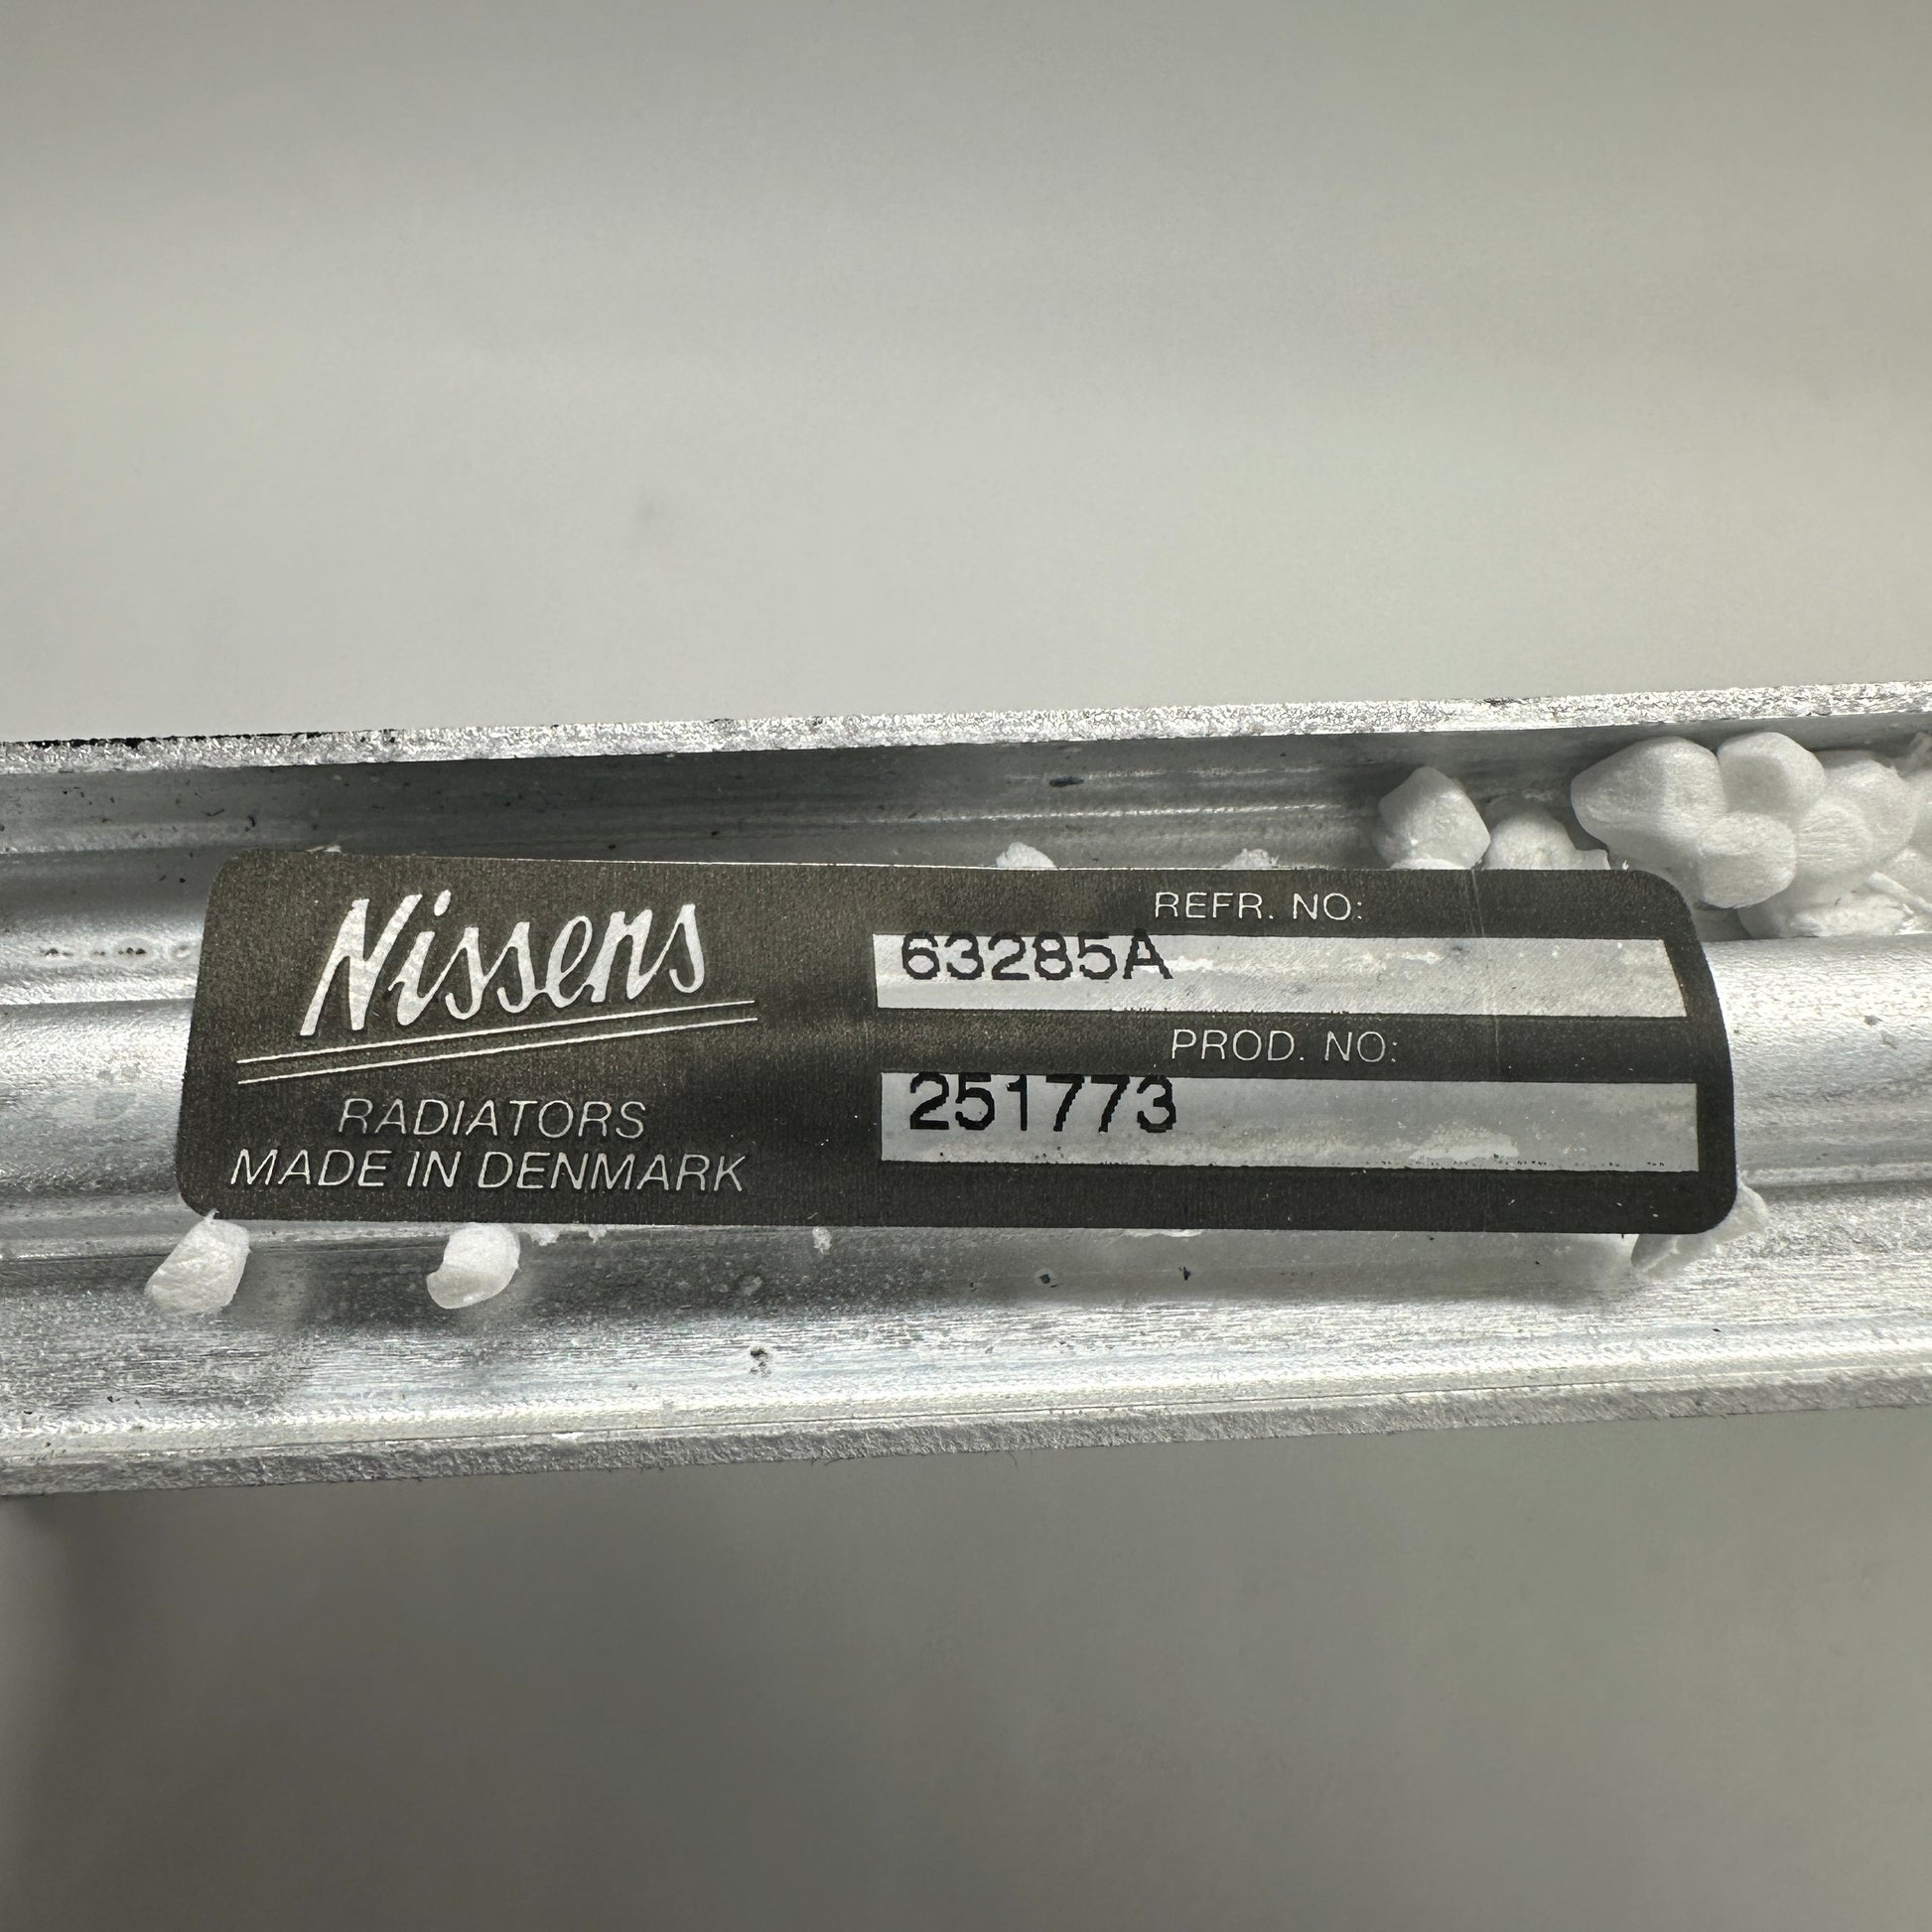 Nissens
RADIATORS
MADE IN DENMARK
REFR. NO:
63285A
PROD. NO:
251773